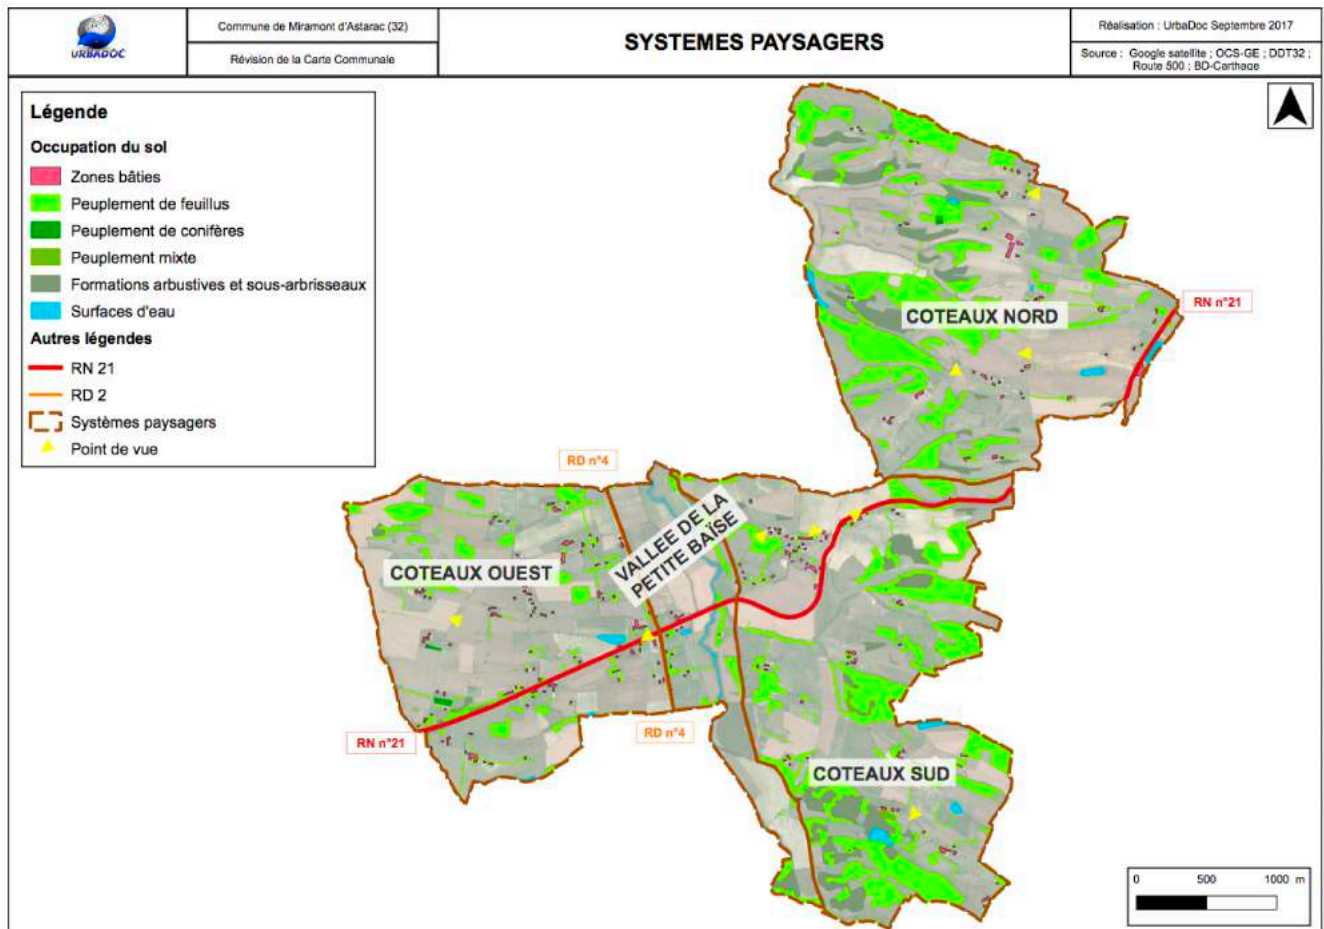 URBADOC
Commune de Miramont d'Astarac (32)
Révision de la Carte Communale
SYSTEMES PAYSAGERS
Réalisation : UrbaDoc Septembre 2017
Source : Google satellite ; OCS-GE ; DDT32 ;
Route 500 ; BD-Carthage
Légende
Occupation du sol
Zones bâties
Peuplement de feuillus
Peuplement de conifères
Peuplement mixte
Formations arbustives et sous-arbrisseaux
Surfaces d'eau
Autres légendes
RN 21
RD 2
Systèmes paysagers
Point de vue
RN n°21
COTEAUX NORD
RD n°4
VALLEE DE LA
PETITE BAÏSE
COTEAUX OUEST
RN n°21
RD n°4
COTEAUX SUD
0 500 1000 m